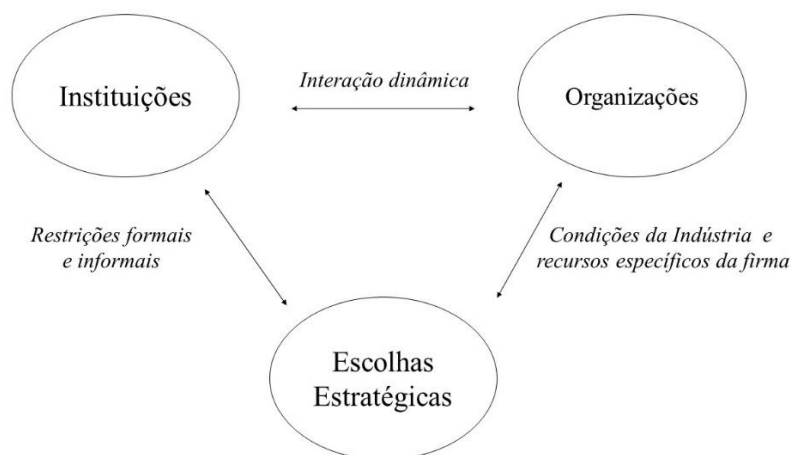 Instituições
Interação dinâmica
Organizações
Restrições formais
e informais
Condições da Indústria e
recursos específicos da firma
Escolhas
Estratégicas